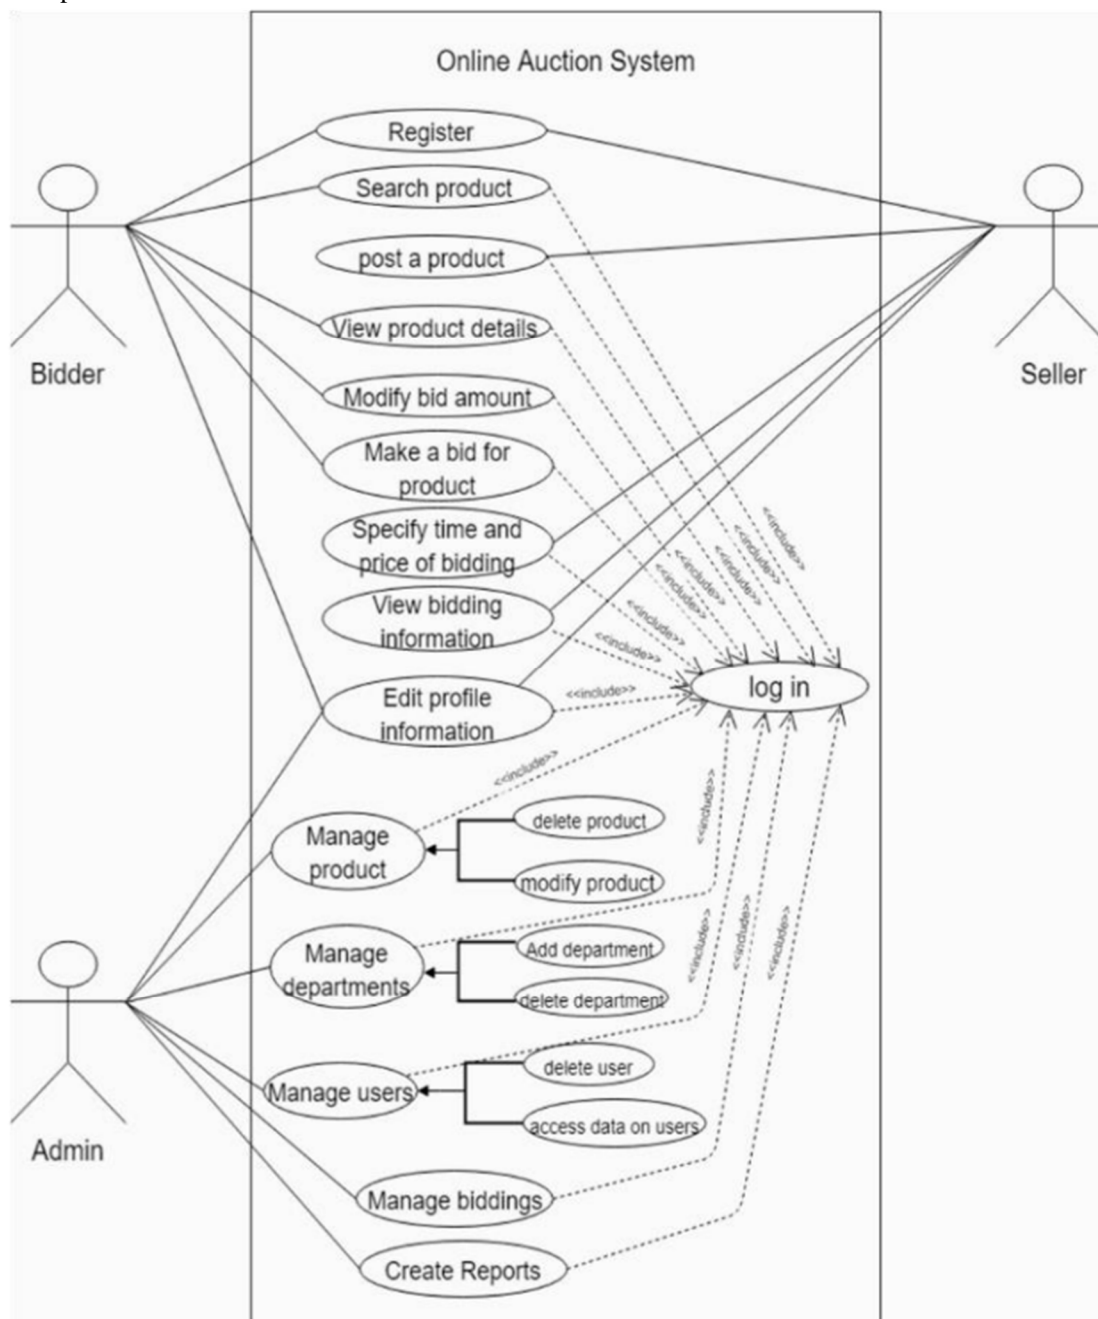 Online Auction System
Register
Search product
post a product
View product details
Bidder
Seller
Modify bid amount
Make a bid for
product
Specify time and
price of bidding
View bidding
information
Edit profile
information
<<include>>
<<include>>
<<include>>
<<include>>
<<include>>
<<include>>
<<include>>
<<include>>
log in
<<include>>
Manage
product
delete product
modify product
<<include>>
Manage
departments
Add department
delete department
<<include>>
<<include>>
<<include>>
Manage users
delete user
access data on users
Admin
Manage biddings
Create Reports